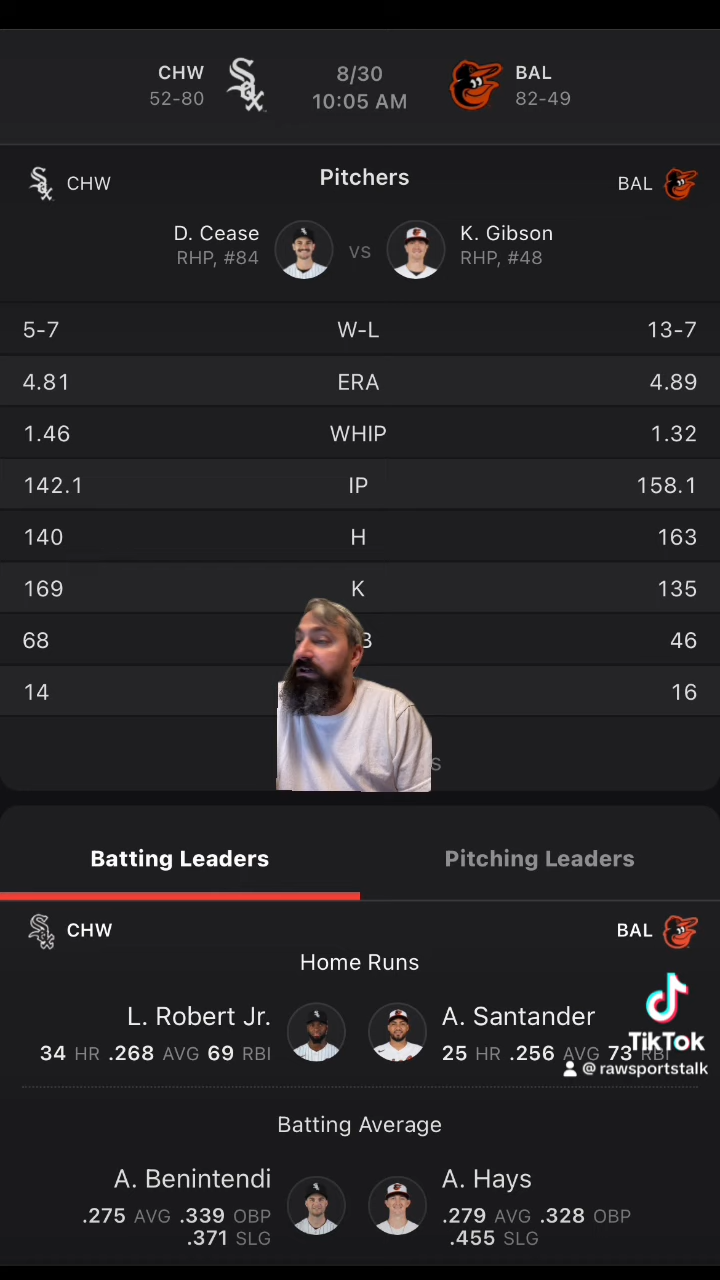 CHW 8/30 BAL
52-80 10:05 AM 82-49
CHW Pitchers BAL
D. Cease VS K. Gibson
RHP, #84 RHP, #48
5-7 W-L 13-7
4.81 ERA 4.89
1.46 WHIP 1.32
142.1 IP 158.1
140 H 163
169 K 135
68 46
14 16
Batting Leaders Pitching Leaders
CHW BAL
Home Runs
L. Robert Jr. A. Santander
34 HR .268 AVG 69 RBI 25 HR .256 AVG 73 RBI
TikTok
@rawsportstalk
Batting Average
A. Benintendi A. Hays
.275 AVG .339 OBP .279 AVG .328 OBP
.371 SLG .455 SLG